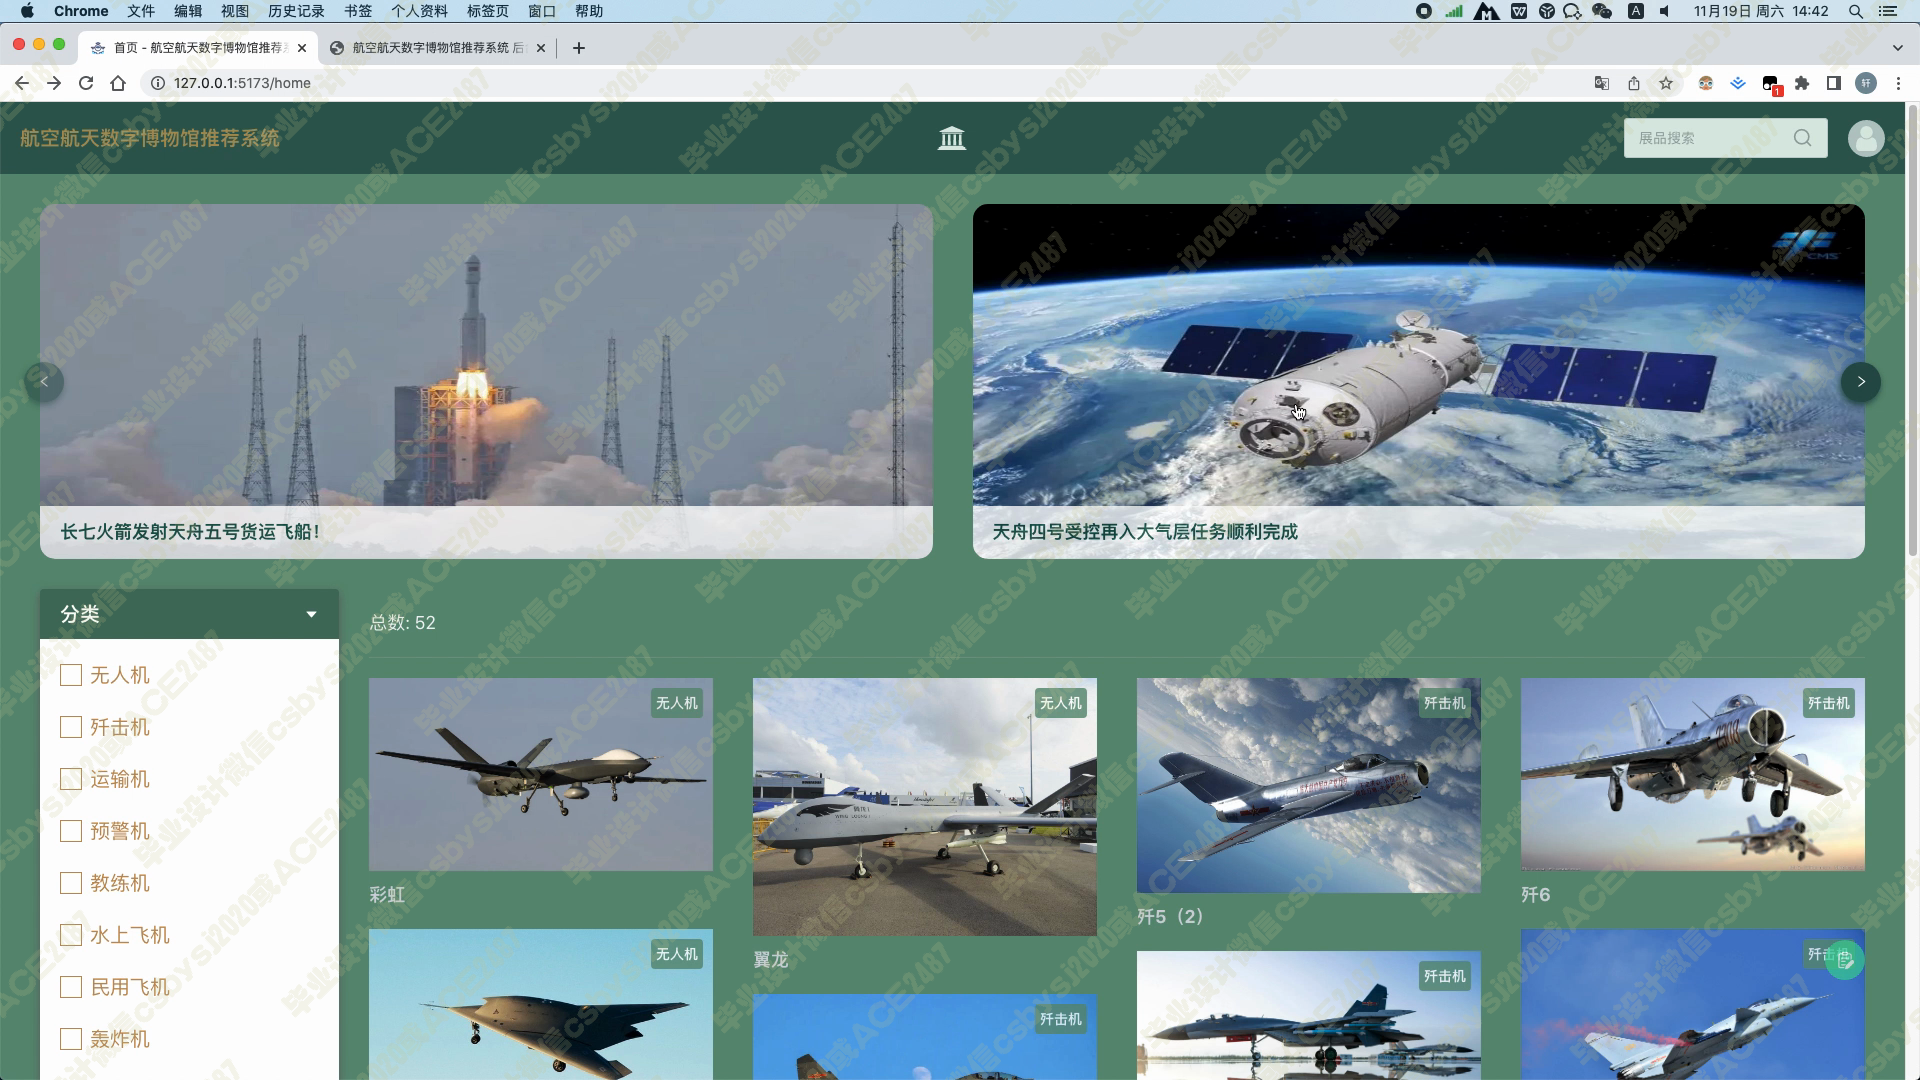 Chrome 文件 编辑 视图 历史记录 书签 个人资料 标签页 窗口 帮助
11月19日 周六 14:42
首页 - 航空航天数字博物馆推荐系
航空航天数字博物馆推荐系统 后
127.0.0.1:5173/home
航空航天数字博物馆推荐系统
展品搜索
CMS
长七火箭发射天舟五号货运飞船!
天舟四号受控再入大气层任务顺利完成
分类
总数: 52
无人机
歼击机
运输机
预警机
教练机
水上飞机
民用飞机
轰炸机
无人机
无人机
歼击机
歼击机
彩虹
翼龙
歼5（2）
歼6
无人机
歼击机
歼击机
歼击机
毕业设计微信csbysj2020或ACE2487